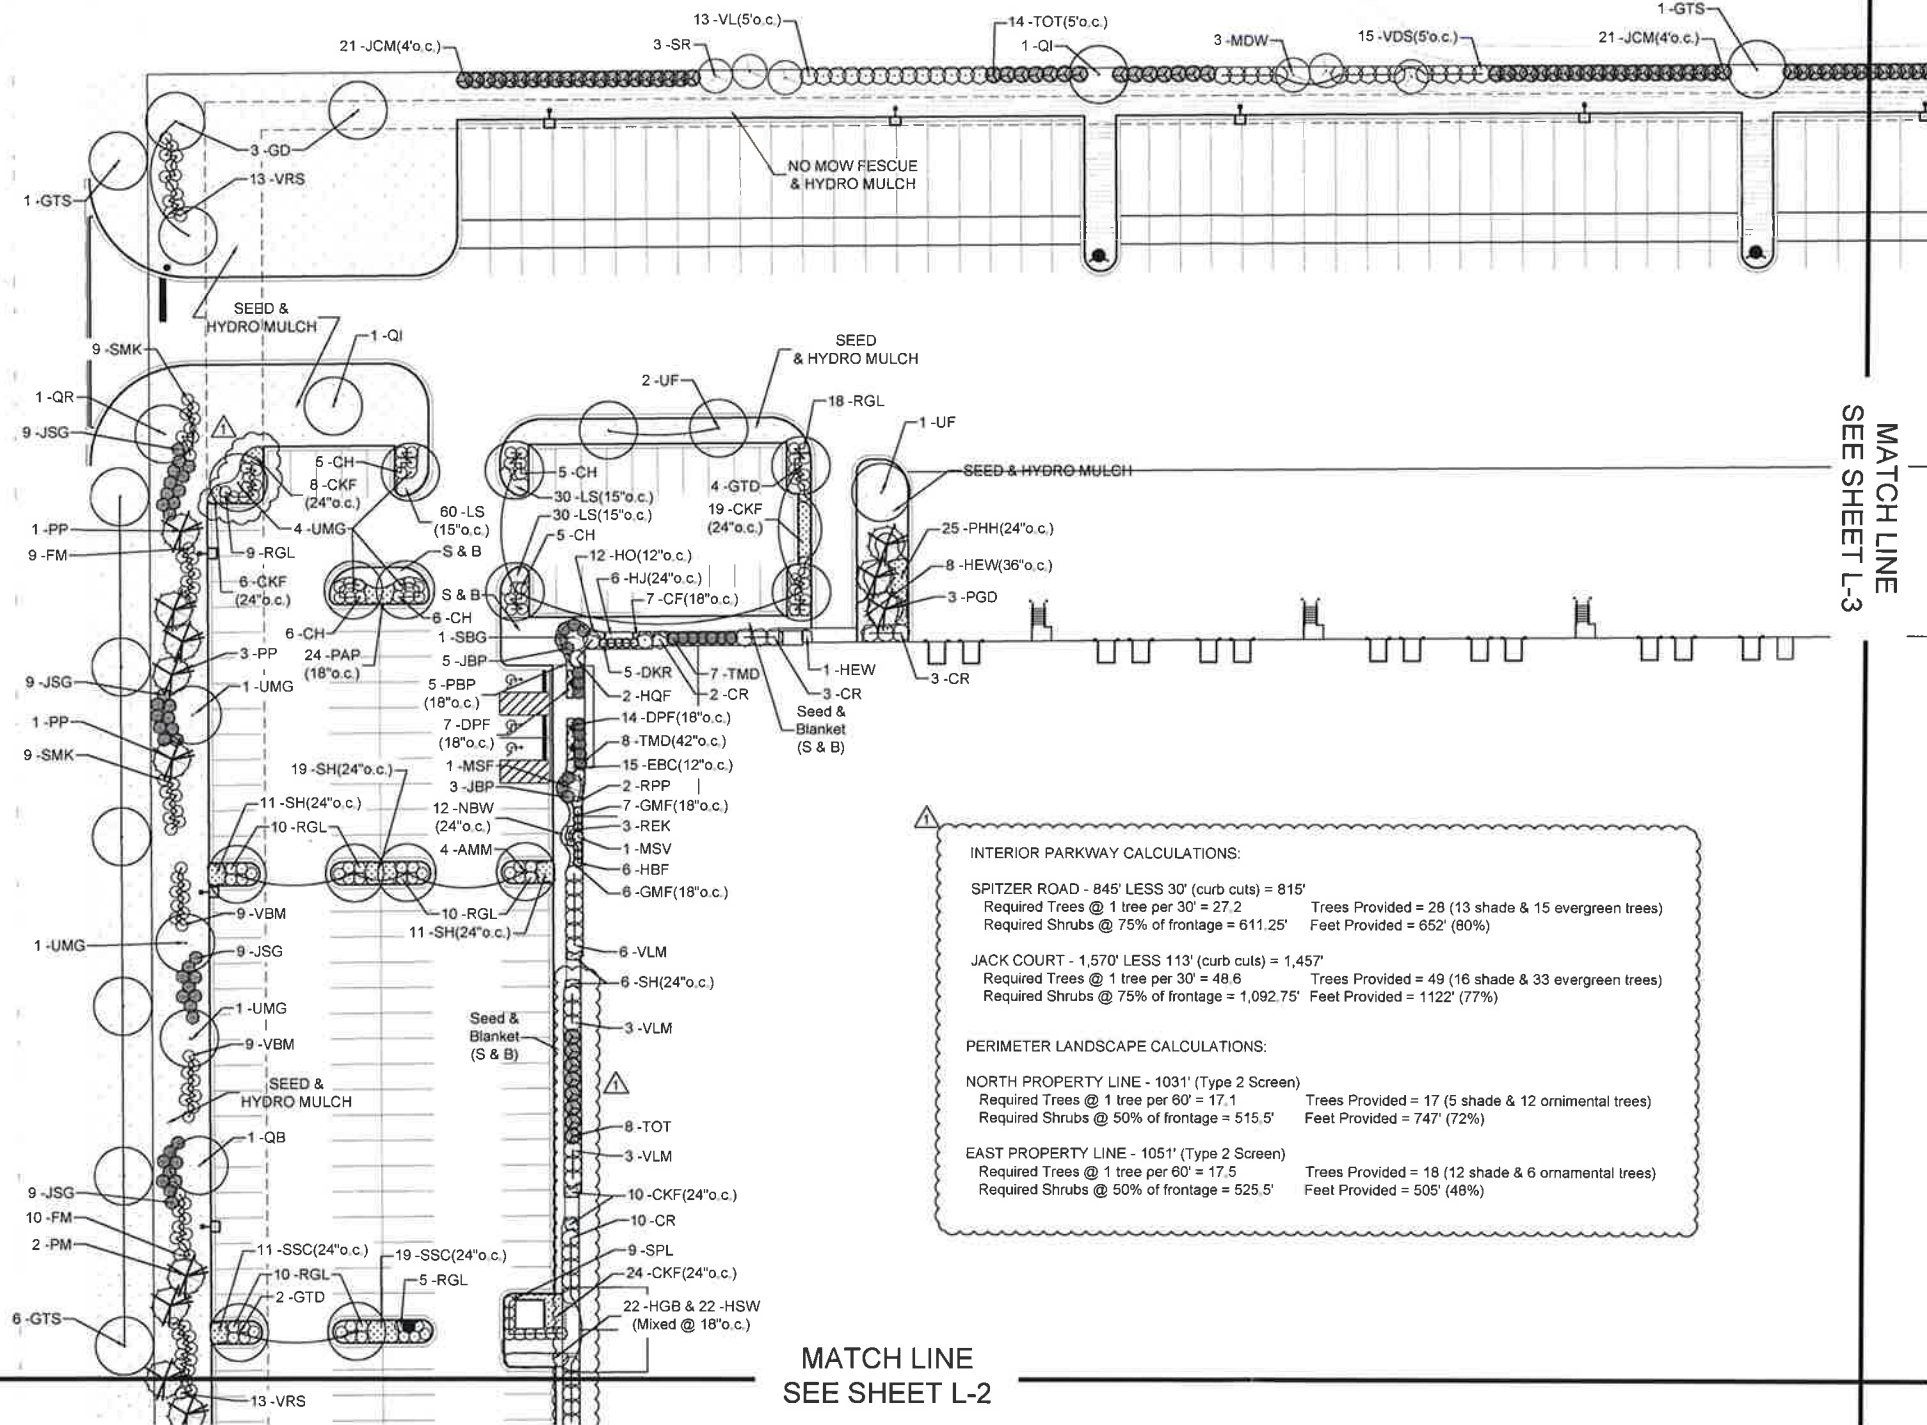 1 -GTS
13 -VL(5'o.c.)
14 -TOT(5'o.c.)
21 -JCM(4'o.c.)
3 -SR
1 -QI
3 -MDW
15 -VDS(5'o.c.)
21 -JCM(4'o.c.)
3 -GD
13 -VRS
1 -GTS
NO MOW FESCUE
& HYDRO MULCH
SEED &
HYDRO MULCH
1 -QI
9 -SMK
SEED
& HYDRO MULCH
2 -UF
1 -QR
9 -JSG
1
18 -RGL
1 -UF
MATCH LINE
SEE SHEET L-3
5 -CH
8 -CKF
(24"o.c.)
5 -CH
30 -LS(15"o.c.)
30 -LS(15"o.c.)
5 -CH
4 -GTD
19 -CKF
(24"o.c.)
SEED & HYDRO MULCH
60 -LS
(15"o.c.)
4 -UMG
1 -PP
9 -FM
9 -RGL
S & B
25 -PHH(24"o.c.)
8 -HEW(36"o.c.)
3 -PGD
12 -HO(12"o.c.)
6 -HJ(24"o.c.)
7 -CF(18"o.c.)
6 -CKF
(24"o.c.)
S & B
6 -CH
6 -CH
24 -PAP
(18"o.c.)
1 -SBG
5 -JBP
3 -PP
9 -JSG
1 -UMG
5 -PBP
(18"o.c.)
5 -DKR
7 -TMD
1 -HEW
3 -CR
2 -HQF
2 -CR
3 -CR
Seed &
Blanket
(S & B)
1 -PP
9 -SMK
7 -DPF
(18"o.c.)
14 -DPF(18"o.c.)
8 -TMD(42"o.c.)
15 -EBC(12"o.c.)
1 -MSF
3 -JBP
2 -RPP
19 -SH(24"o.c.)
11 -SH(24"o.c.)
10 -RGL
12 -NBW
(24"o.c.)
7 -GMF(18"o.c.)
3 -REK
4 -AMM
1 -MSV
6 -HBF
6 -GMF(18"o.c.)
9 -VBM
10 -RGL
11 -SH(24"o.c.)
1 -UMG
9 -JSG
6 -VLM
6 -SH(24"o.c.)
1 -UMG
Seed &
Blanket
(S & B)
3 -VLM
9 -VBM
SEED &
HYDRO MULCH
1
8 -TOT
1 -QB
3 -VLM
9 -JSG
10 -CKF(24"o.c.)
10 -FM
10 -CR
2 -PM
11 -SSC(24"o.c.)
19 -SSC(24"o.c.)
9 -SPL
10 -RGL
5 -RGL
24 -CKF(24"o.c.)
2 -GTD
6 -GTS
22 -HGB & 22 -HSW
(Mixed @ 18"o.c.)
13 -VRS
MATCH LINE
SEE SHEET L-2
1
INTERIOR PARKWAY CALCULATIONS:
SPITZER ROAD - 845' LESS 30' (curb cuts) = 815'
Required Trees @ 1 tree per 30' = 27.2 Trees Provided = 28 (13 shade & 15 evergreen trees)
Required Shrubs @ 75% of frontage = 611.25' Feet Provided = 652' (80%)
JACK COURT - 1,570' LESS 113' (curb cuts) = 1,457'
Required Trees @ 1 tree per 30' = 48.6 Trees Provided = 49 (16 shade & 33 evergreen trees)
Required Shrubs @ 75% of frontage = 1,092.75' Feet Provided = 1122' (77%)
PERIMETER LANDSCAPE CALCULATIONS:
NORTH PROPERTY LINE - 1031' (Type 2 Screen)
Required Trees @ 1 tree per 60' = 17.1 Trees Provided = 17 (5 shade & 12 ornimental trees)
Required Shrubs @ 50% of frontage = 515.5' Feet Provided = 747' (72%)
EAST PROPERTY LINE - 1051' (Type 2 Screen)
Required Trees @ 1 tree per 60' = 17.5 Trees Provided = 18 (12 shade & 6 ornamental trees)
Required Shrubs @ 50% of frontage = 525.5' Feet Provided = 505' (48%)